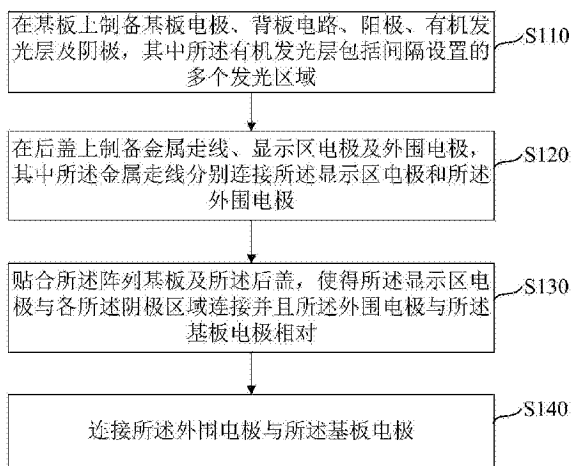 在基板上制备基板电极、背板电路、阳极、有机发
光层及阴极，其中所述有机发光层包括间隔设置的
多个发光区域
S110
在后盖上制备金属走线、显示区电极及外围电极，
其中所述金属走线分别连接所述显示区电极和所述
外围电极
S120
贴合所述阵列基板及所述后盖，使得所述显示区电
极与各所述阴极区域连接并且所述外围电极与所述
基板电极相对
S130
连接所述外围电极与所述基板电极
S140